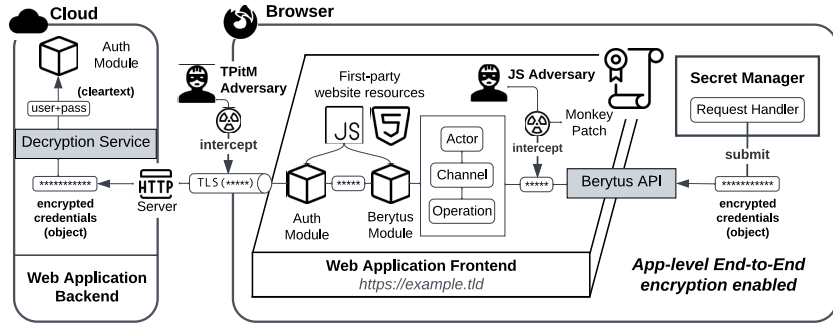 Cloud
Auth
Module
(cleartext)
user+pass
Decryption Service
***********
encrypted
credentials
(object)
Web Application
Backend
HTTP
Server
Browser
TPitM
Adversary
intercept
TLS(*****)
First-party
website resources
JS
5
Auth
Module
*****
Berytus
Module
Actor
Channel
Operation
JS Adversary
Monkey
Patch
intercept
*****
Berytus API
Web Application Frontend
https://example.tld
Secret Manager
Request Handler
submit
***********
encrypted
credentials
(object)
App-level End-to-End
encryption enabled